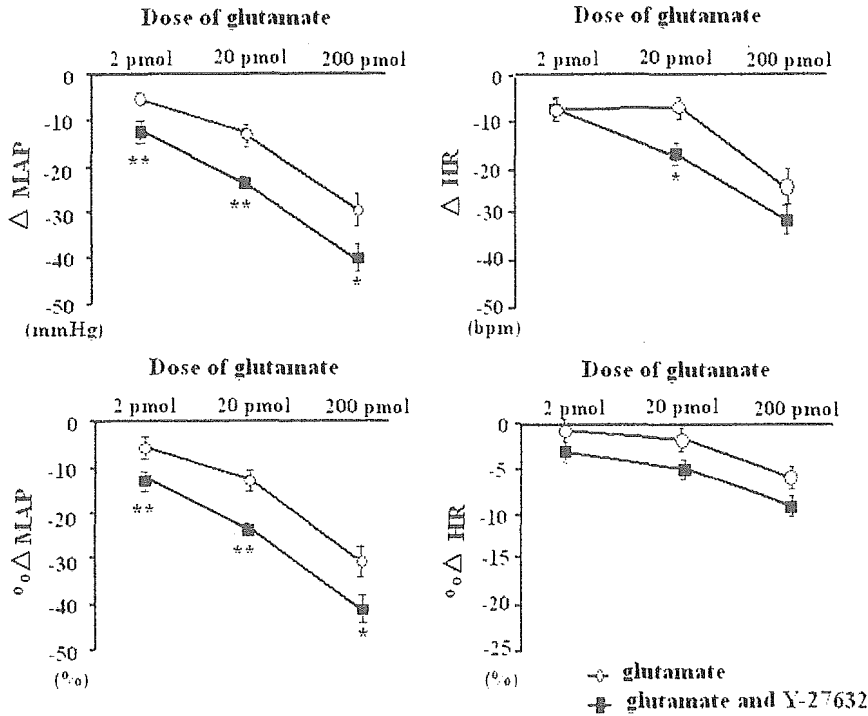 Dose of glutamate
2 pmol 20 pmol 200 pmol
0
-10
-20
-30
-40
-50
Δ MAP
(mmHg)
**
**
*
Dose of glutamate
2 pmol 20 pmol 200 pmol
0
-10
-20
-30
-40
-50
Δ HR
(bpm)
*
Dose of glutamate
2 pmol 20 pmol 200 pmol
0
-10
-20
-30
-40
-50
%Δ MAP
(%)
**
**
*
Dose of glutamate
2 pmol 20 pmol 200 pmol
0
-5
-10
-15
-20
-25
%Δ HR
(%)
glutamate
glutamate and Y-27632